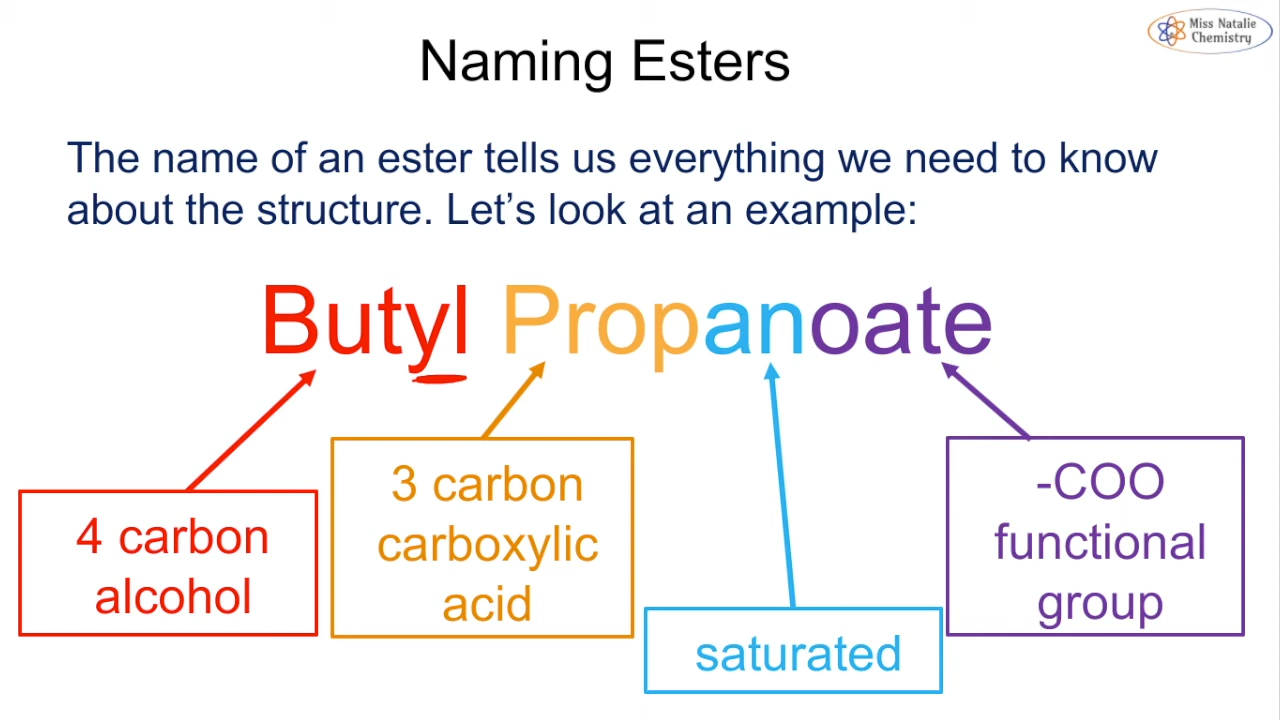 Miss Natalie
Chemistry
Naming Esters
The name of an ester tells us everything we need to know
about the structure. Let’s look at an example:
Butyl Propanoate
4 carbon
alcohol
3 carbon
carboxylic
acid
saturated
-COO
functional
group